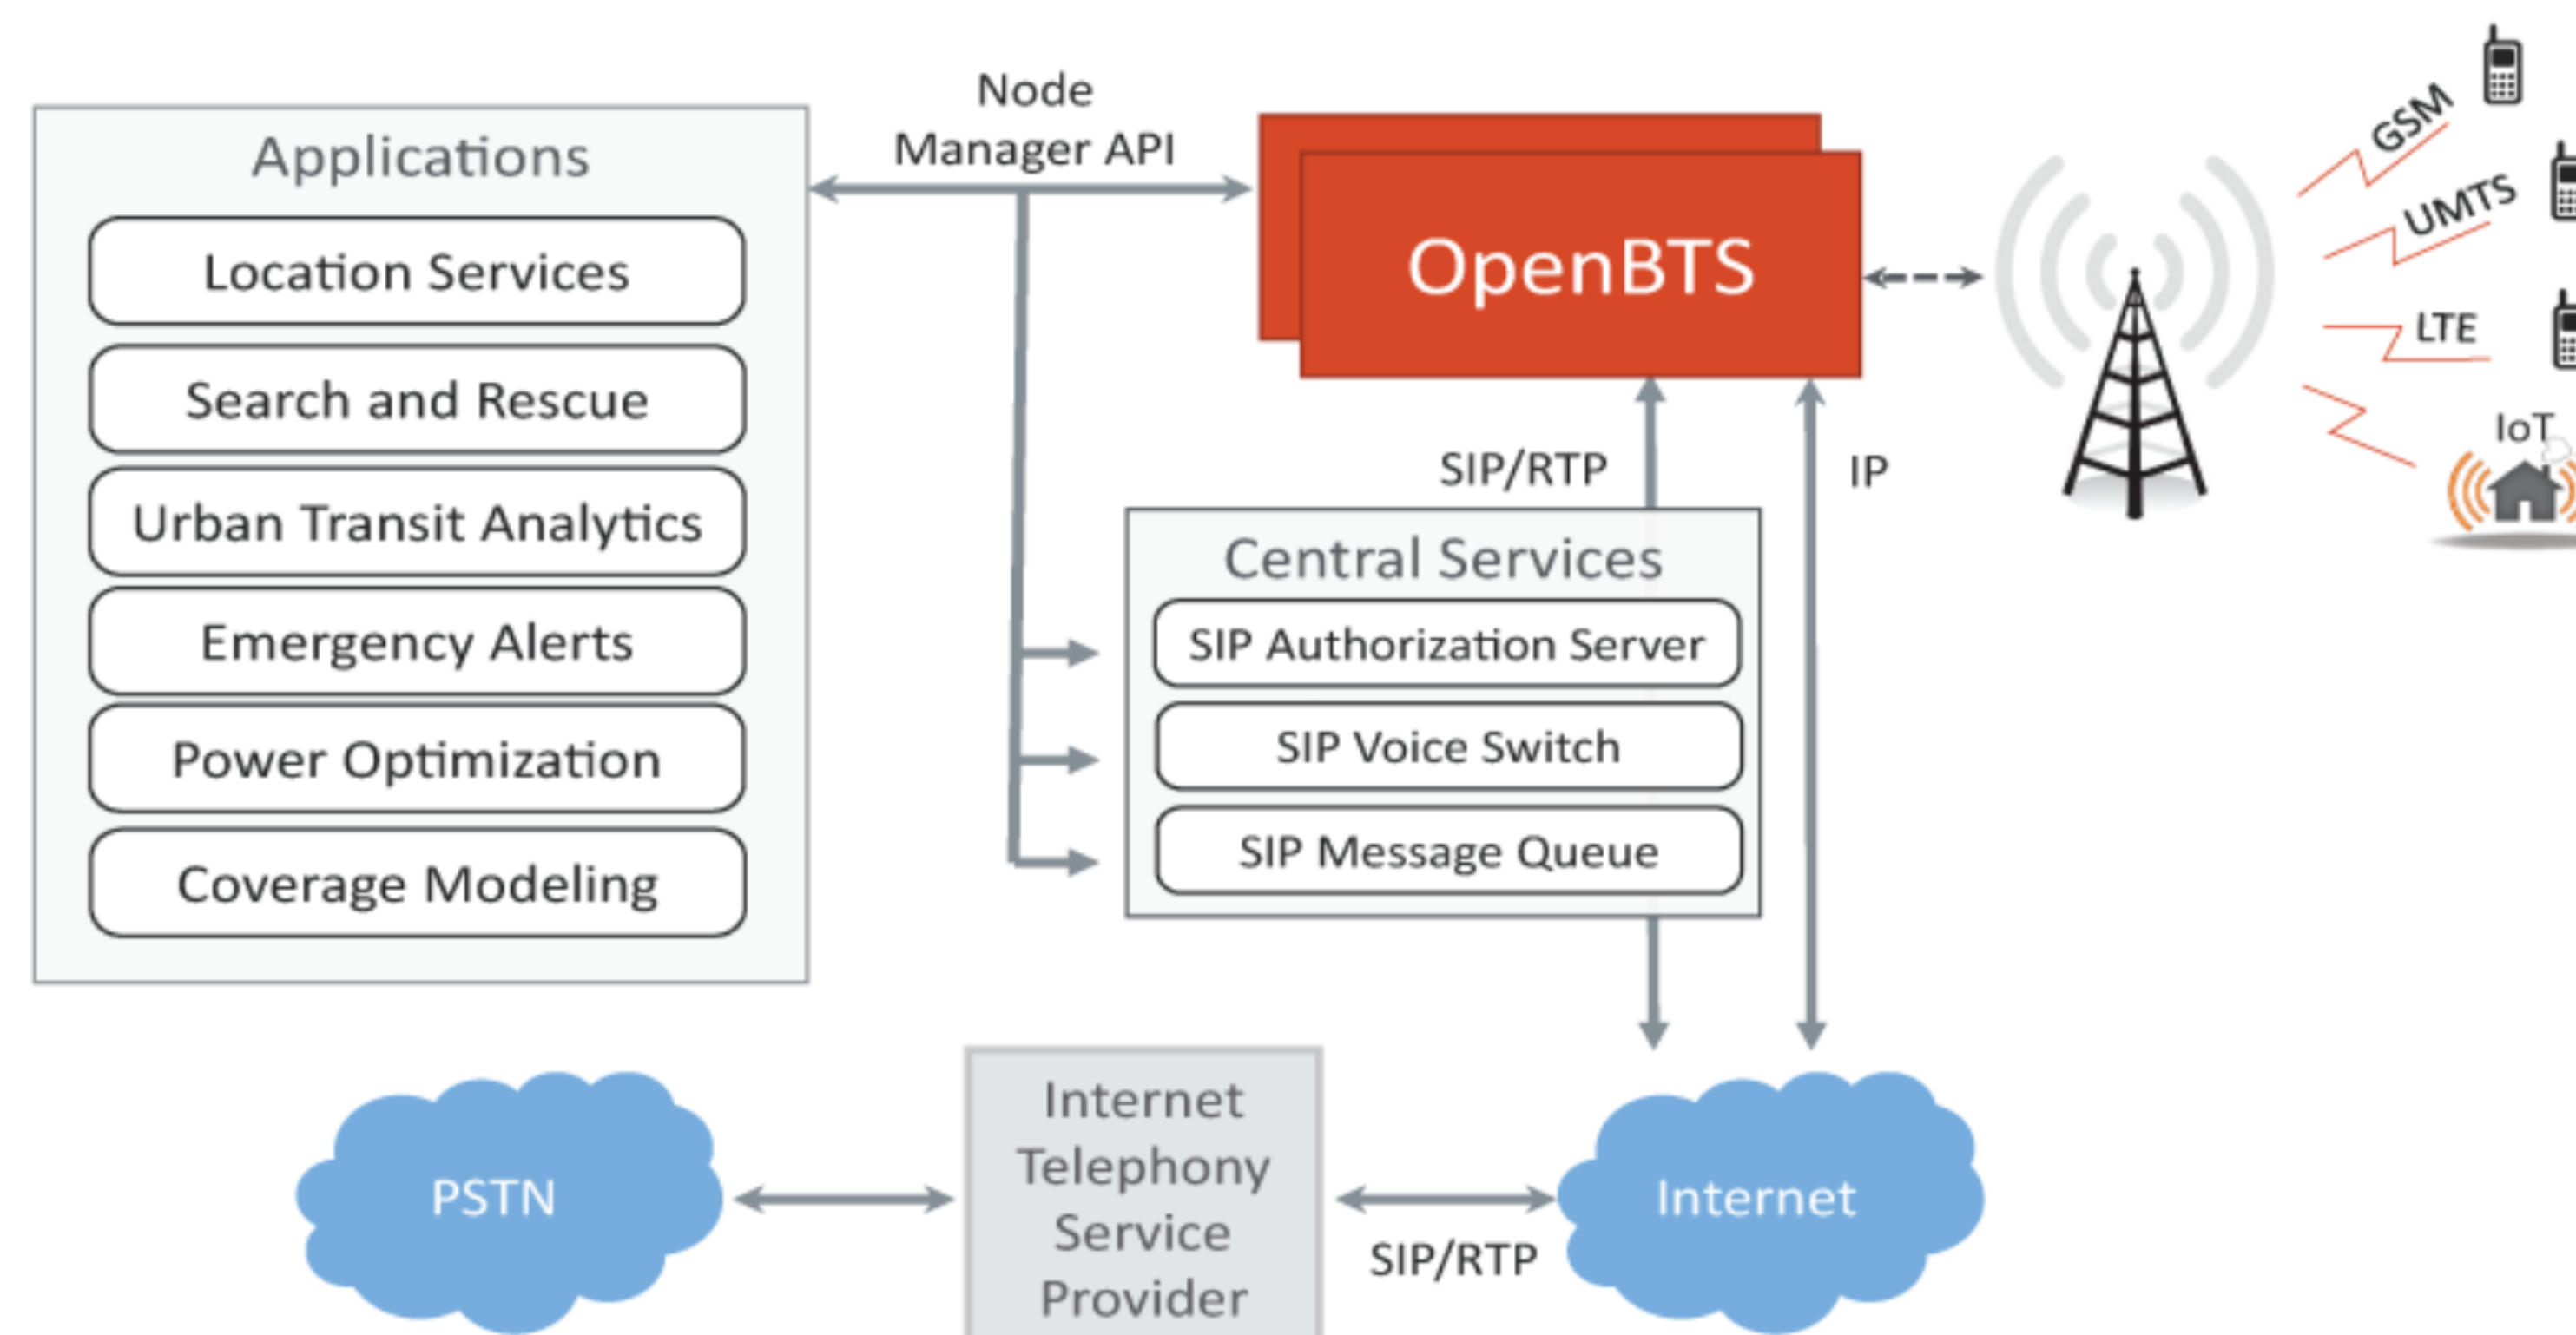 Node
Manager API
Applications
Location Services
Search and Rescue
Urban Transit Analytics
Emergency Alerts
Power Optimization
Coverage Modeling
OpenBTS
GSM
UMTS
LTE
IoT
SIP/RTP
IP
Central Services
SIP Authorization Server
SIP Voice Switch
SIP Message Queue
PSTN
Internet
Telephony
Service
Provider
SIP/RTP
Internet